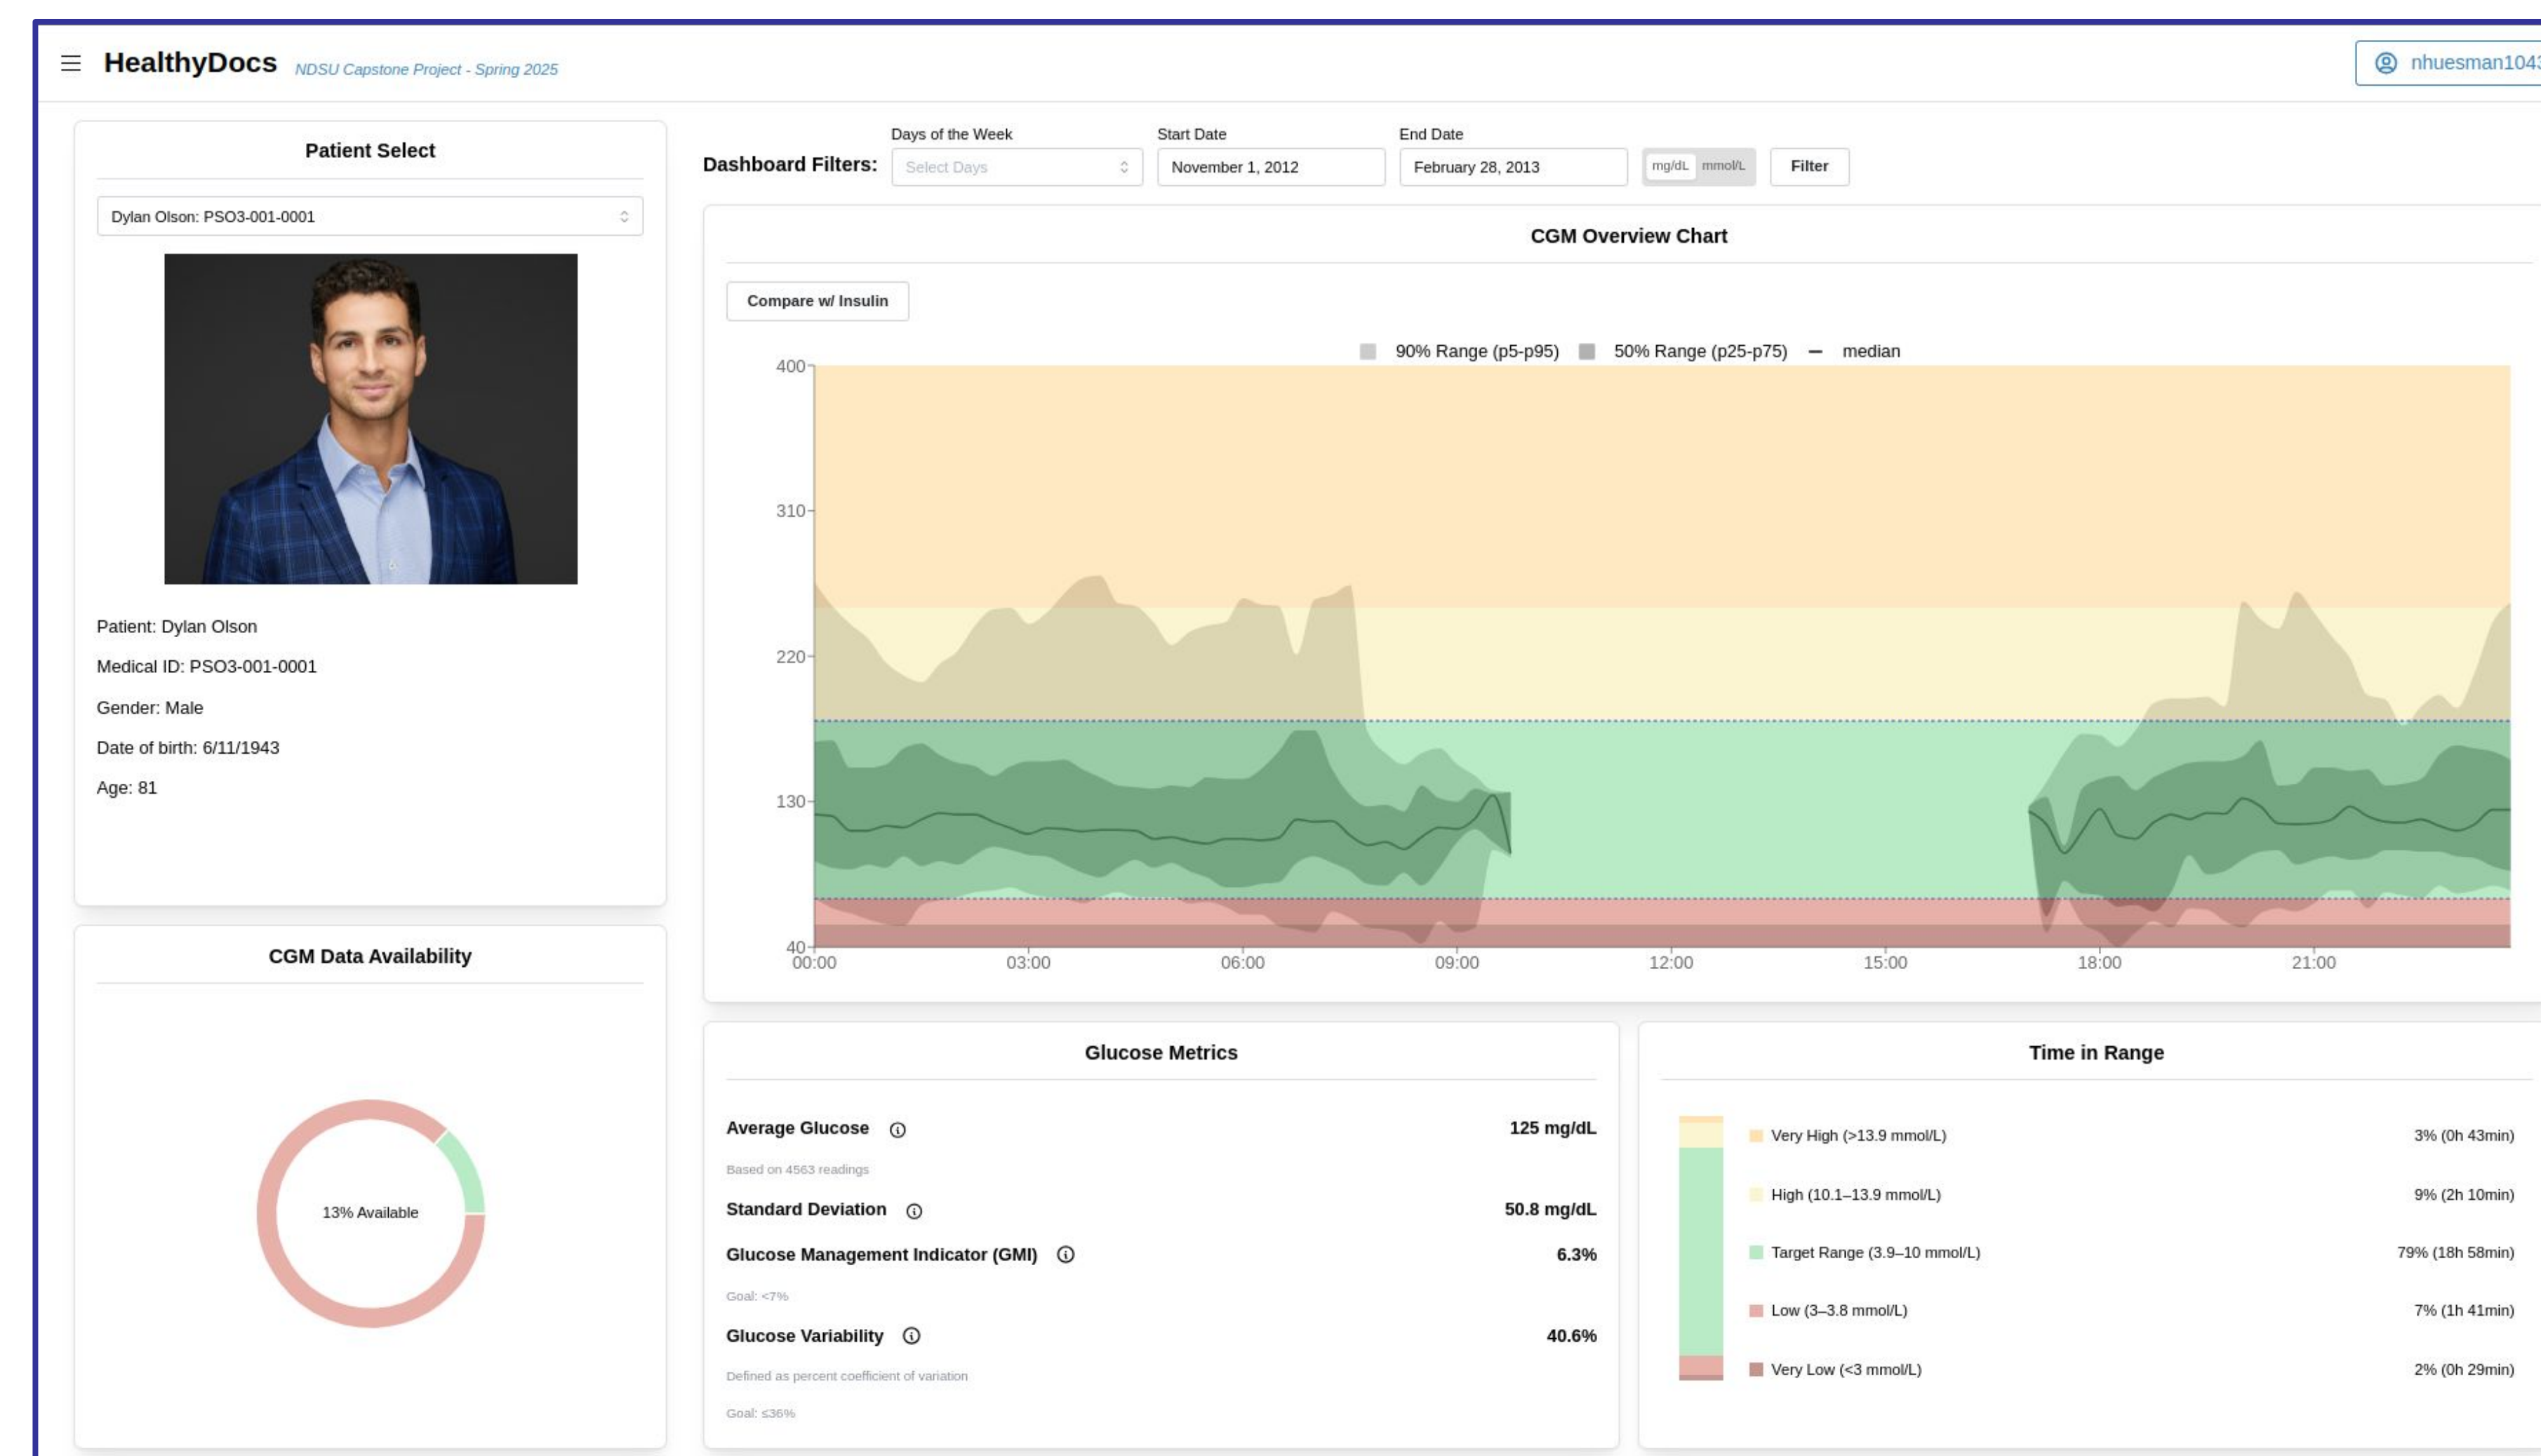 HealthyDocs NDSU Capstone Project - Spring 2025
nhuesman1043
Patient Select
Dylan Olson: PSO3-001-0001
Patient: Dylan Olson
Medical ID: PSO3-001-0001
Gender: Male
Date of birth: 6/11/1943
Age: 81
CGM Data Availability
13% Available
Days of the Week
Start Date
End Date
Dashboard Filters:
Select Days
November 1, 2012
February 28, 2013
mg/dL mmol/L
Filter
CGM Overview Chart
Compare w/ Insulin
90% Range (p5-p95) 50% Range (p25-p75) median
400
310
220
130
40
00:00 03:00 06:00 09:00 12:00 15:00 18:00 21:00
Glucose Metrics
Average Glucose 125 mg/dL
Based on 4563 readings
Standard Deviation 50.8 mg/dL
Glucose Management Indicator (GMI) 6.3%
Goal: <7%
Glucose Variability 40.6%
Defined as percent coefficient of variation
Goal: ≤36%
Time in Range
Very High (>13.9 mmol/L) 3% (0h 43min)
High (10.1–13.9 mmol/L) 9% (2h 10min)
Target Range (3.9–10 mmol/L) 79% (18h 58min)
Low (3–3.8 mmol/L) 7% (1h 41min)
Very Low (<3 mmol/L) 2% (0h 29min)